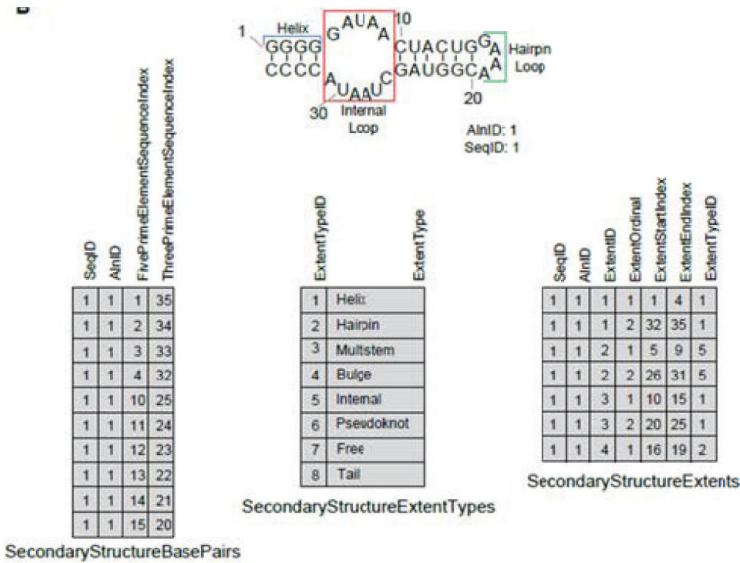 B
1
Helix
GGGG
GAUAA
10
CUACUGG
AA
Hairpn
Loop
CCCC
AUAAUC
GAUGGCA
30
Internal
Loop
20
AlnID: 1
SeqID: 1
SeqID AlnID FivePrimeElementSequenceIndex ThreePrimeElementSequenceIndex
1 1 1 35
1 1 2 34
1 1 3 33
1 1 4 32
1 1 10 25
1 1 11 24
1 1 12 23
1 1 13 22
1 1 14 21
1 1 15 20
SecondaryStructureBasePairs
ExtentTypeID ExtentType
1 Helix
2 Hairpin
3 Multistem
4 Bulge
5 Internal
6 Pseudoknot
7 Free
8 Tail
SecondaryStructureExtentTypes
SeqID AlnID ExtentID ExtentOrdinal ExtentStartIndex ExtentEndIndex ExtentTypeID
1 1 1 1 1 4 1
1 1 1 2 32 35 1
1 1 2 1 5 9 5
1 1 2 2 26 31 5
1 1 3 1 10 15 1
1 1 3 2 20 25 1
1 1 4 1 16 19 2
SecondaryStructureExtents